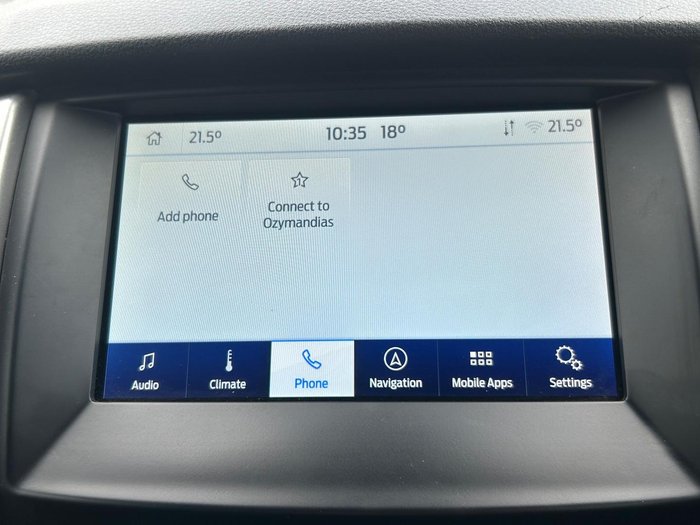 21.5° 10:35 18° 21.5°
Add phone
1
Connect to
Ozymandias
Audio Climate Phone Navigation Mobile Apps Settings